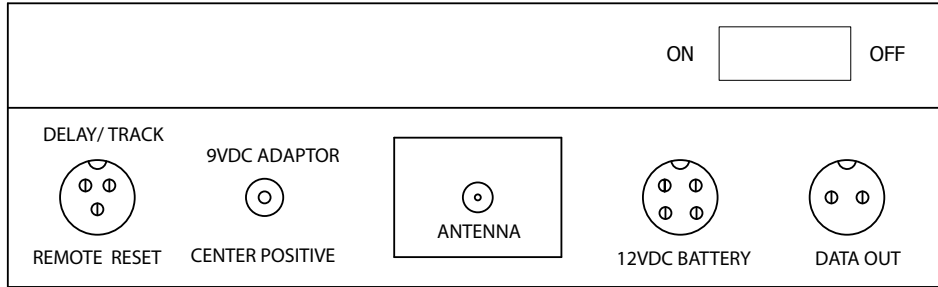 ON OFF
DELAY/ TRACK
9VDC ADAPTOR
ANTENNA
REMOTE RESET
CENTER POSITIVE
12VDC BATTERY
DATA OUT